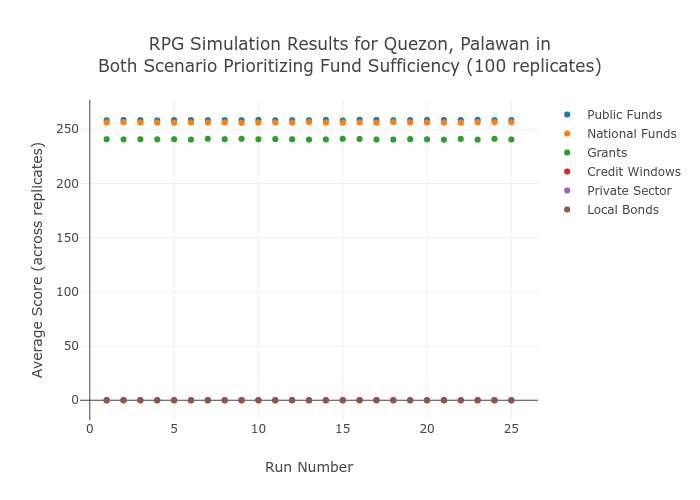 RPG Simulation Results for Quezon, Palawan in
Both Scenario Prioritizing Fund Sufficiency (100 replicates)
Average Score (across replicates)
250
200
150
100
50
0
0
5
10
15
20
25
Run Number
Public Funds
National Funds
Grants
Credit Windows
Private Sector
Local Bonds